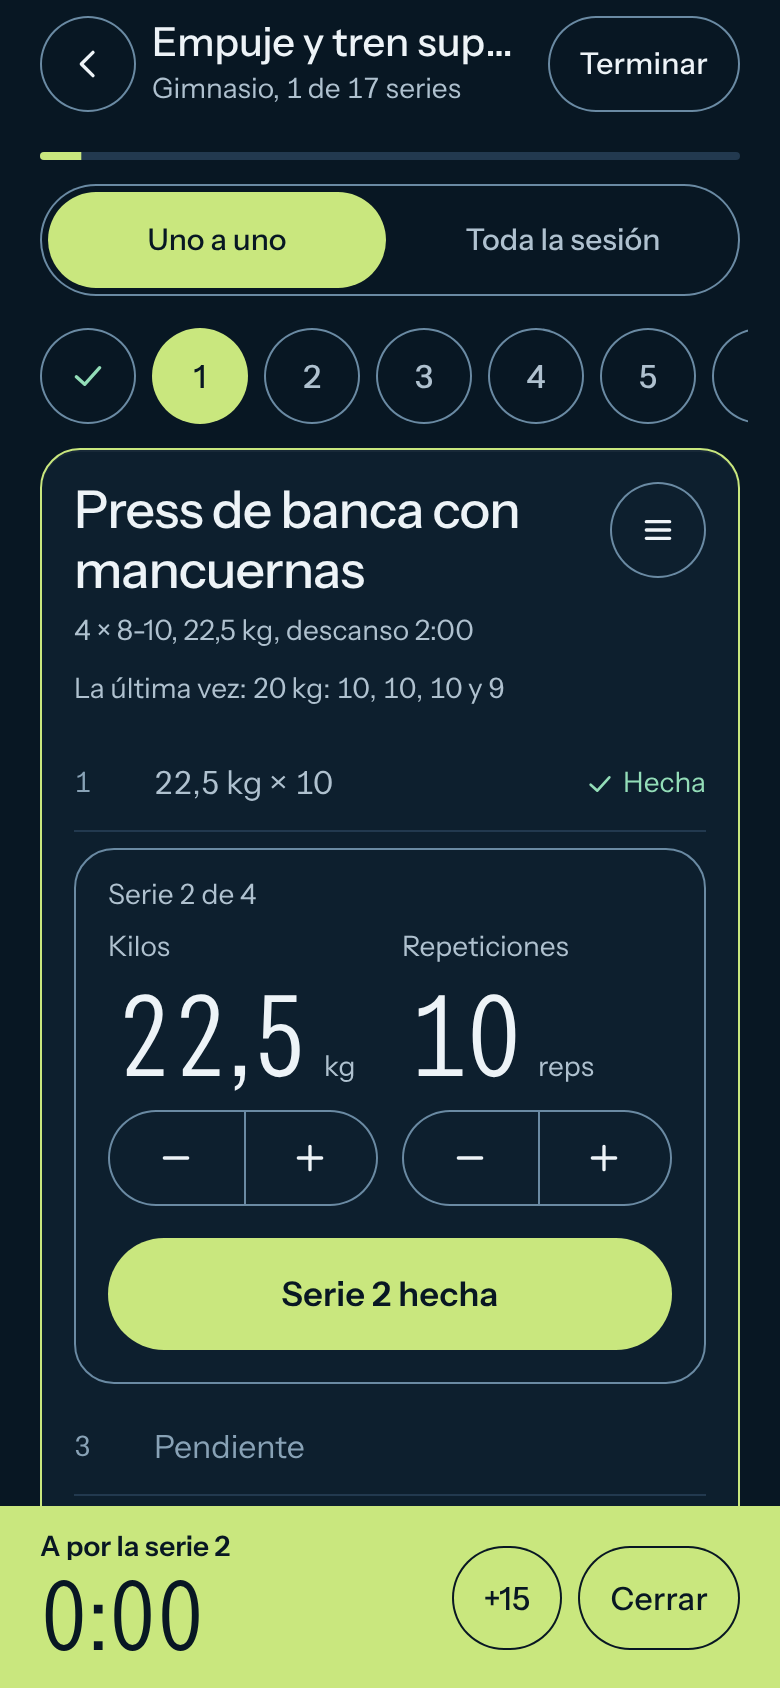 Empuje y tren sup...
Gimnasio, 1 de 17 series
Terminar
Uno a uno
Toda la sesión
1
2
3
4
5
Press de banca con
mancuernas
4 × 8-10, 22,5 kg, descanso 2:00
La última vez: 20 kg: 10, 10, 10 y 9
1 22,5 kg × 10 Hecha
Serie 2 de 4
Kilos Repeticiones
22,5 kg 10 reps
− + − +
Serie 2 hecha
3 Pendiente
A por la serie 2
0:00
+15
Cerrar